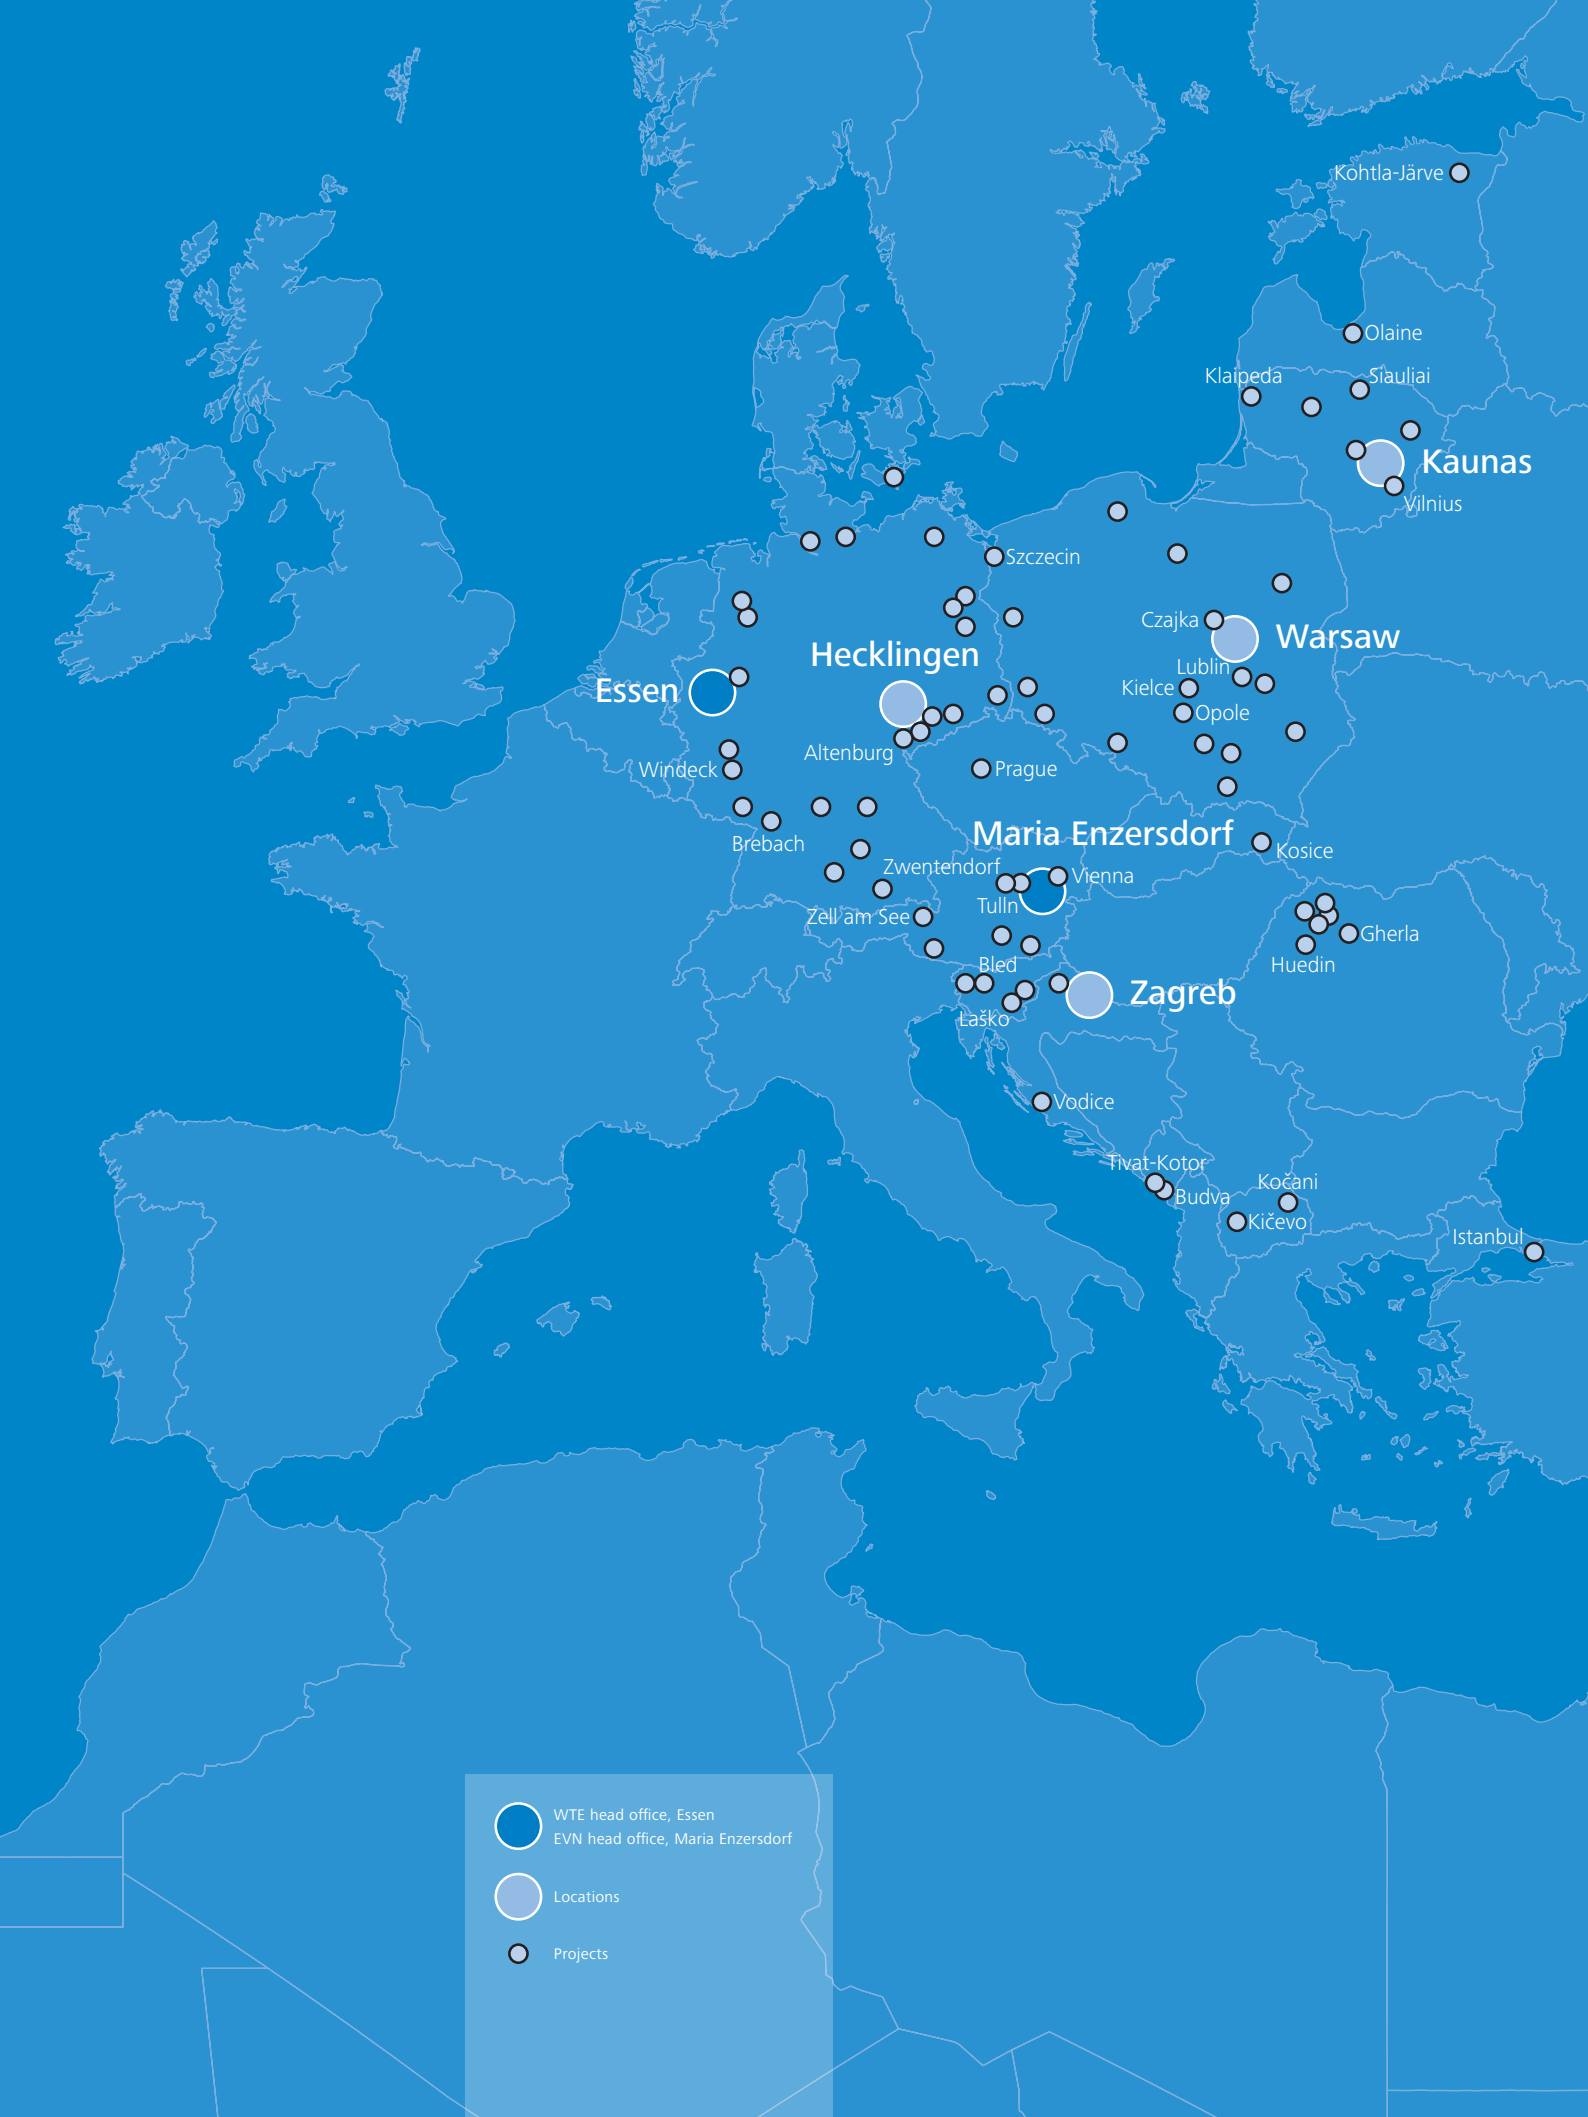 Kohtla-Järve
Olaine
Klaipeda
Siauliai
Kaunas
Vilnius
Szczecin
Czajka
Warsaw
Hecklingen
Lublin
Essen
Kielce
Opole
Altenburg
Windeck
Prague
Maria Enzersdorf
Brebach
Kosice
Zwentendorf
Vienna
Tulln
Zell am See
Gherla
Bled
Huedin
Zagreb
Laško
Vodice
Tivat-Kotor
Kočani
Budva
Kičevo
Istanbul
WTE head office, Essen
EVN head office, Maria Enzersdorf
Locations
Projects